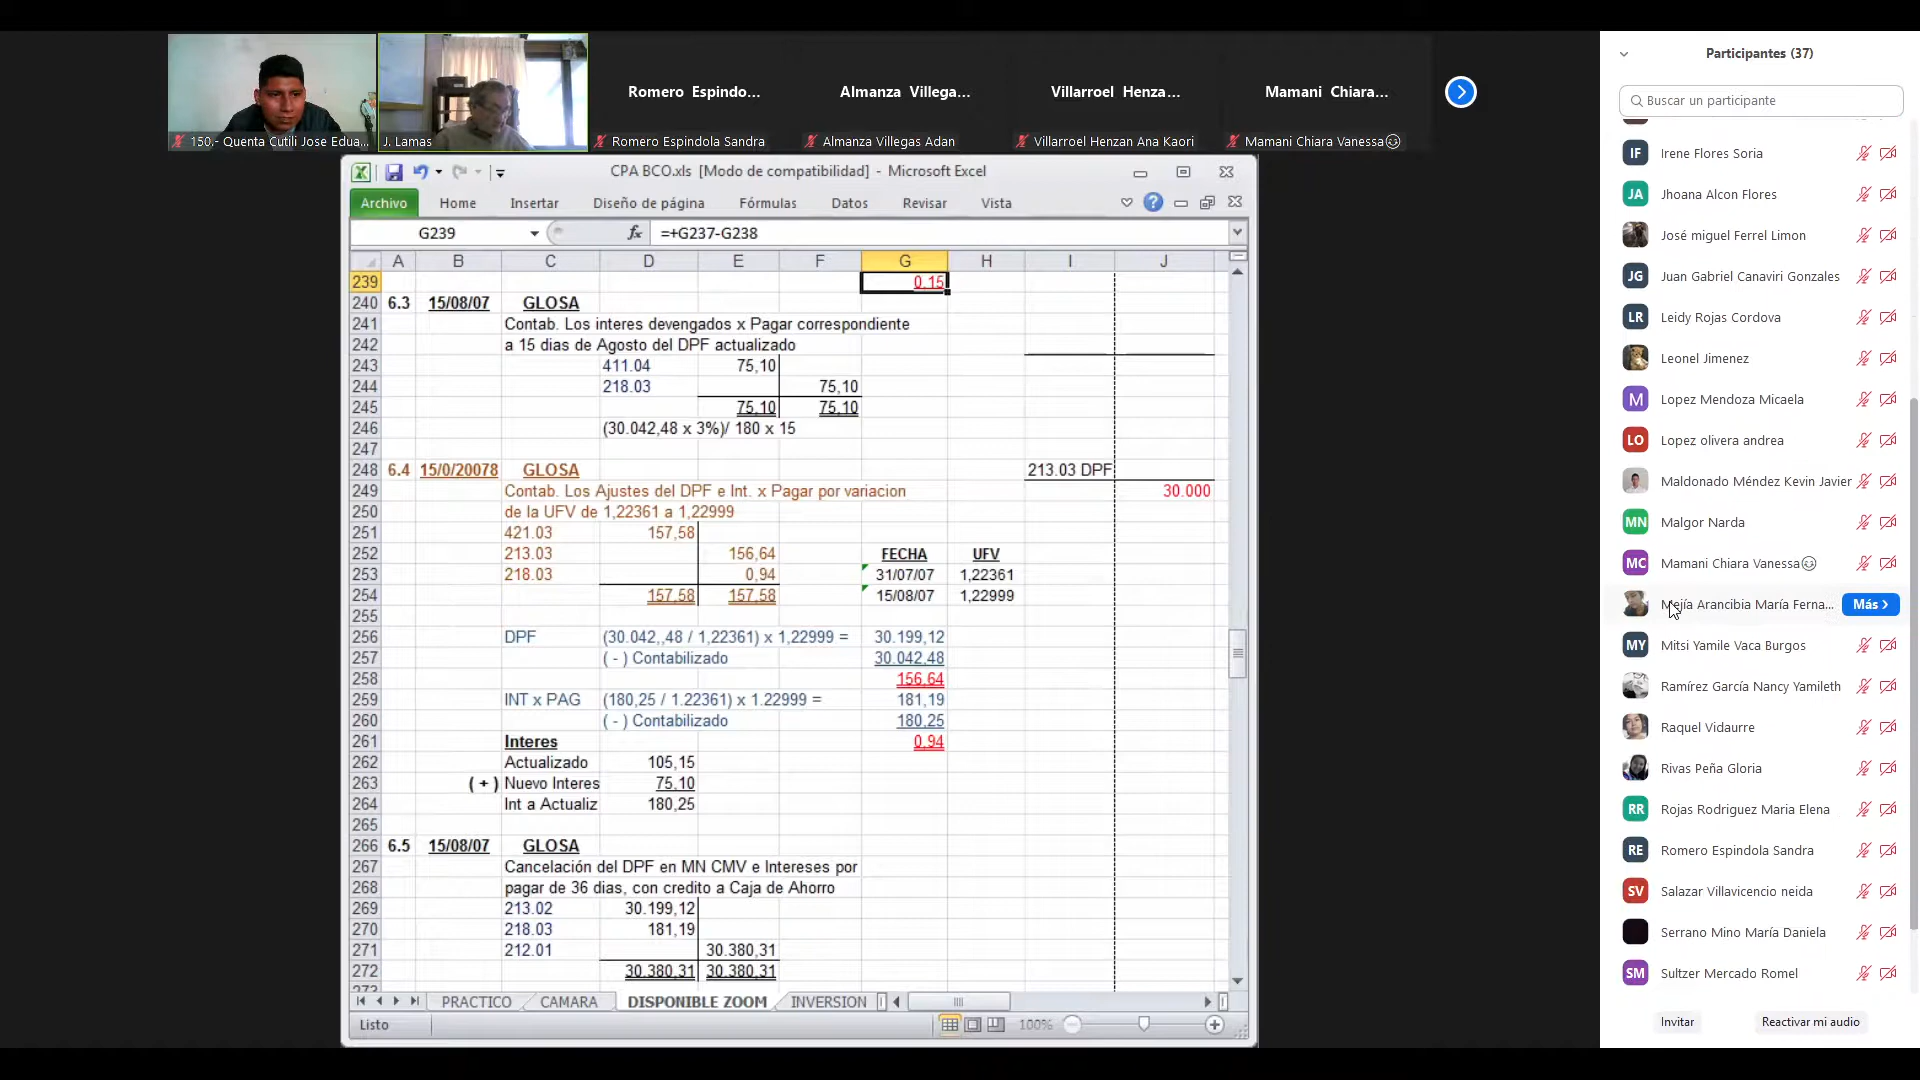 Romero Espindo...
Almanza Villega...
Villarroel Henza...
Mamani Chiara...
150.- Quenta Cutili Jose Edua...
J. Lamas
Romero Espindola Sandra
Almanza Villegas Adan
Villarroel Henzan Ana Kaori
Mamani Chiara Vanessa
CPA BCO.xls [Modo de compatibilidad] - Microsoft Excel
Archivo Home Insertar Diseño de página Fórmulas Datos Revisar Vista
G239 fx =+G237-G238
A B C D E F G H I J
239 0,15
240 6.3 15/08/07 GLOSA
241 Contab. Los interes devengados x Pagar correspondiente
242 a 15 dias de Agosto del DPF actualizado
243 411.04 75,10
244 218.03 75,10
245 75,10 75,10
246 (30.042,48 x 3%)/ 180 x 15
247
248 6.4 15/0/20078 GLOSA 213.03 DPF
249 Contab. Los Ajustes del DPF e Int. x Pagar por variacion 30.000
250 de la UFV de 1,22361 a 1,22999
251 421.03 157,58
252 213.03 156,64 FECHA UFV
253 218.03 0,94 31/07/07 1,22361
254 157,58 157,58 15/08/07 1,22999
255
256 DPF (30.042,,48 / 1,22361) x 1,22999 = 30.199,12
257 ( - ) Contabilizado 30.042,48
258 156,64
259 INT x PAG (180,25 / 1.22361) x 1.22999 = 181,19
260 ( - ) Contabilizado 180,25
261 Interes 0,94
262 Actualizado 105,15
263 ( + ) Nuevo Interes 75,10
264 Int a Actualiz 180,25
265
266 6.5 15/08/07 GLOSA
267 Cancelación del DPF en MN CMV e Intereses por
268 pagar de 36 dias, con credito a Caja de Ahorro
269 213.02 30.199,12
270 218.03 181,19
271 212.01 30.380,31
272 30.380,31 30.380,31
273
PRACTICO CAMARA DISPONIBLE ZOOM INVERSION
Listo 100%
Participantes (37)
Buscar un participante
IF Irene Flores Soria
JA Jhoana Alcon Flores
José miguel Ferrel Limon
JG Juan Gabriel Canaviri Gonzales
LR Leidy Rojas Cordova
Leonel Jimenez
M Lopez Mendoza Micaela
LO Lopez olivera andrea
Maldonado Méndez Kevin Javier
MN Malgor Narda
MC Mamani Chiara Vanessa
Mejía Arancibia María Ferna... Más
MY Mitsi Yamile Vaca Burgos
Ramírez García Nancy Yamileth
Raquel Vidaurre
Rivas Peña Gloria
RR Rojas Rodriguez Maria Elena
RE Romero Espindola Sandra
SV Salazar Villavicencio neida
Serrano Mino María Daniela
SM Sultzer Mercado Romel
Invitar Reactivar mi audio